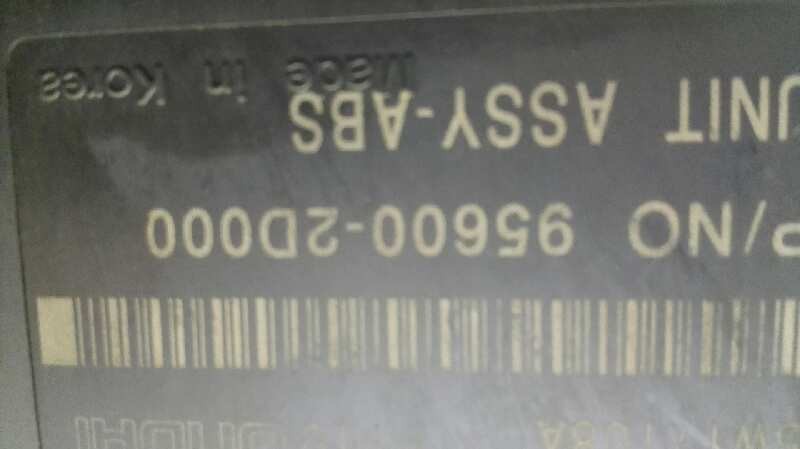 P/NO 95600-2D000
UNIT ASSY-ABS
Made in Korea